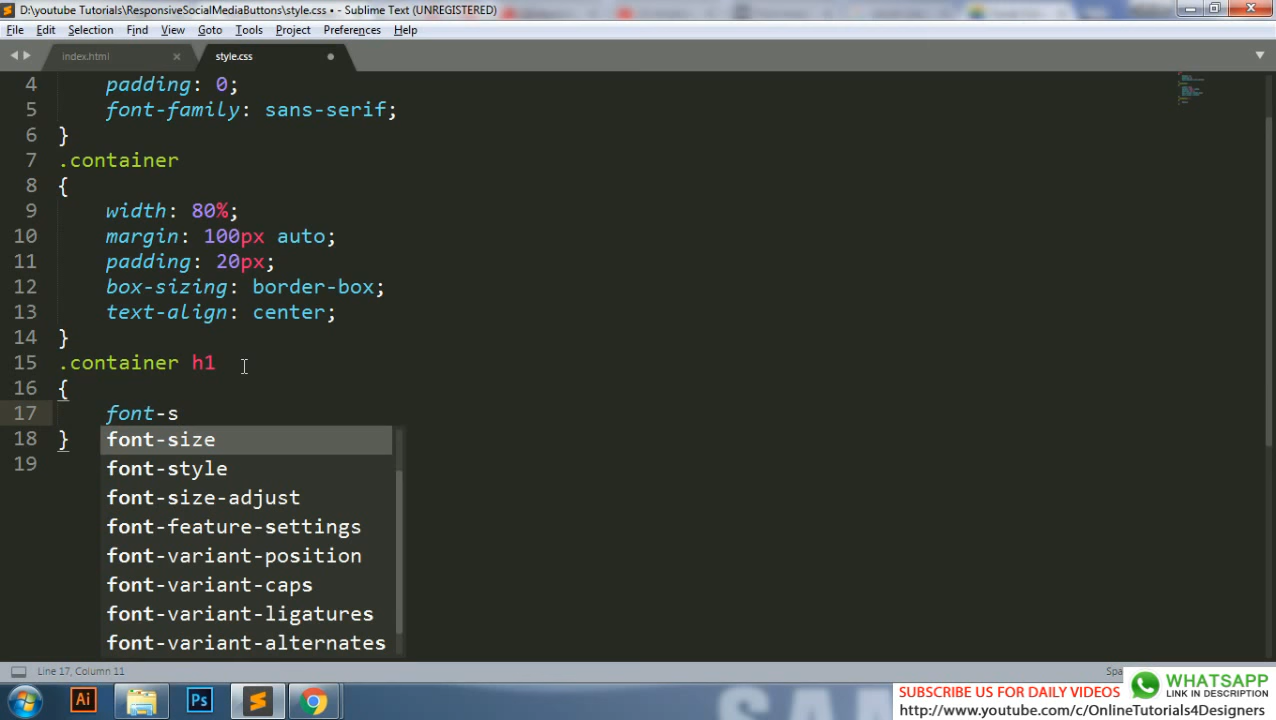 D:\youtube Tutorials\ResponsiveSocialMediaButtons\style.css • - Sublime Text (UNREGISTERED)
File Edit Selection Find View Goto Tools Project Preferences Help
index.html × style.css
4 padding: 0;
5 font-family: sans-serif;
6 }
7 .container
8 {
9 width: 80%;
10 margin: 100px auto;
11 padding: 20px;
12 box-sizing: border-box;
13 text-align: center;
14 }
15 .container h1
16 {
17 font-s
18 }
19
font-size
font-style
font-size-adjust
font-feature-settings
font-variant-position
font-variant-caps
font-variant-ligatures
font-variant-alternates
Line 17, Column 11
Ai Ps
SUBSCRIBE US FOR DAILY VIDEOS
http://www.youtube.com/c/OnlineTutorials4Designers
WHATSAPP
LINK IN DESCRIPTION